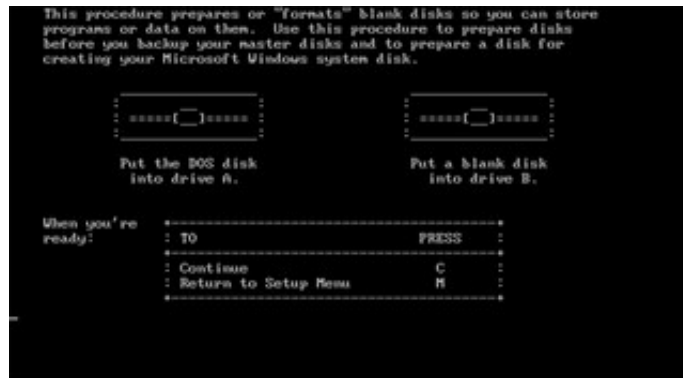 This procedure prepares or "formats" blank disks so you can store
programs or data on them.  Use this procedure to prepare disks
before you backup your master disks and to prepare a disk for
creating your Microsoft Windows system disk.
Put the DOS disk
into drive A.
Put a blank disk
into drive B.
When you're
ready:
TO PRESS
Continue C
Return to Setup Menu M